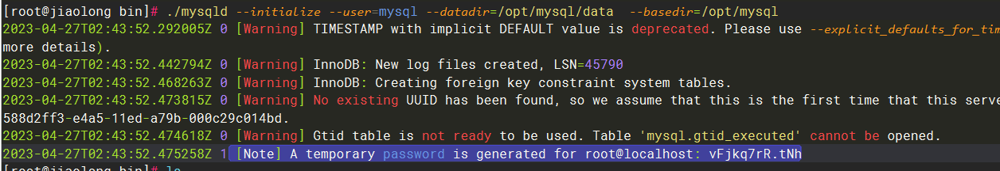 [root@jiaolong bin]# ./mysqld --initialize --user=mysql --datadir=/opt/mysql/data  --basedir=/opt/mysql
2023-04-27T02:43:52.292005Z 0 [Warning] TIMESTAMP with implicit DEFAULT value is deprecated. Please use --explicit_defaults_for_tim
more details).
2023-04-27T02:43:52.442794Z 0 [Warning] InnoDB: New log files created, LSN=45790
2023-04-27T02:43:52.468263Z 0 [Warning] InnoDB: Creating foreign key constraint system tables.
2023-04-27T02:43:52.473815Z 0 [Warning] No existing UUID has been found, so we assume that this is the first time that this serve
588d2ff3-e4a5-11ed-a79b-000c29c014bd.
2023-04-27T02:43:52.474618Z 0 [Warning] Gtid table is not ready to be used. Table 'mysql.gtid_executed' cannot be opened.
2023-04-27T02:43:52.475258Z 1 [Note] A temporary password is generated for root@localhost: vFjkq7rR.tNh
[root@jiaolong bin]#